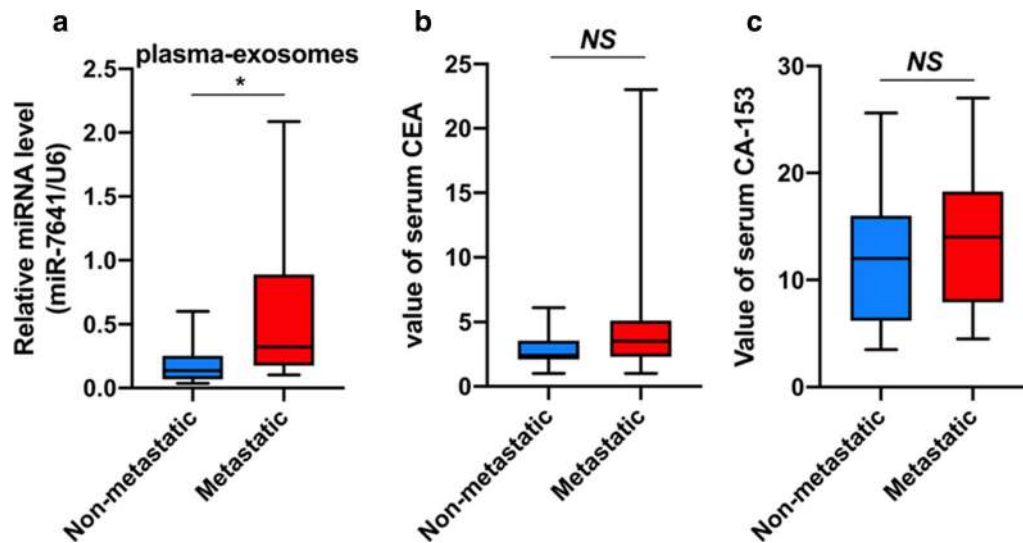 a
plasma-exosomes
*
Relative miRNA level
(miR-7641/U6)
2.5
2.0
1.5
1.0
0.5
0.0
Non-metastatic
Metastatic
b
NS
value of serum CEA
25
20
15
10
5
0
Non-metastatic
Metastatic
c
NS
Value of serum CA-153
30
20
10
0
Non-metastatic
Metastatic